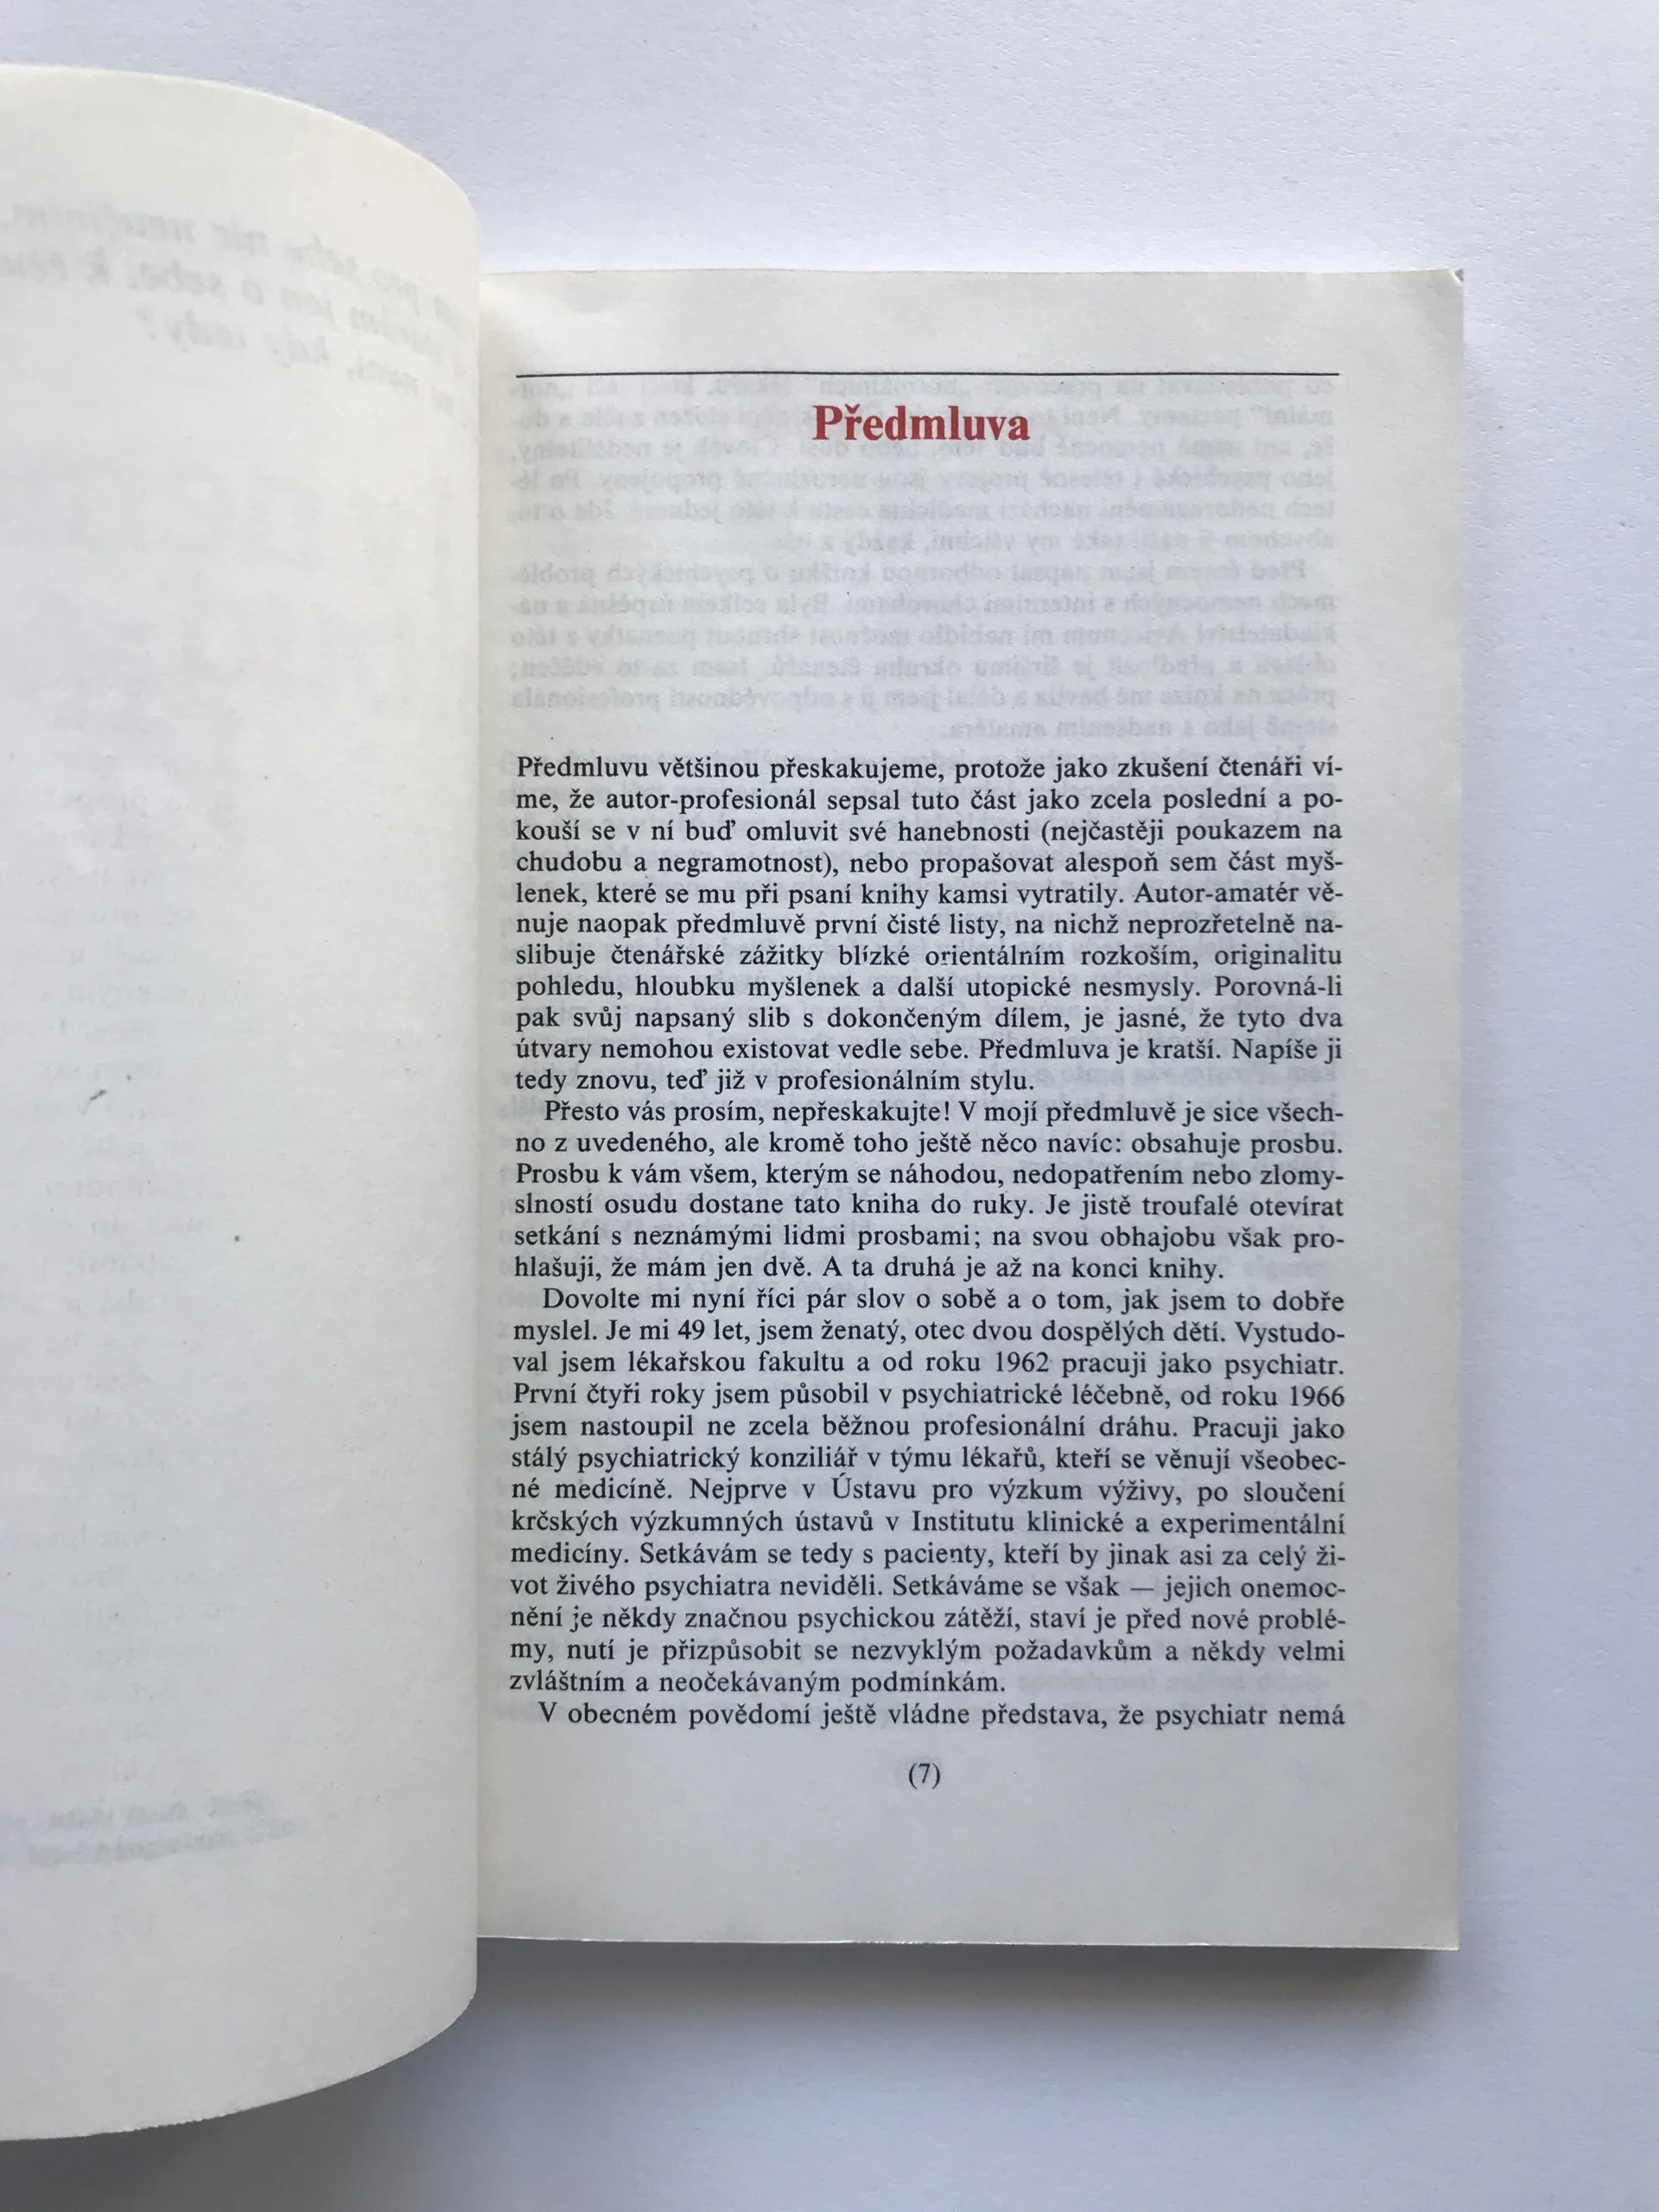 Předmluva
Předmluvu většinou přeskakujeme, protože jako zkušení čtenáři ví-
me, že autor-profesionál sepsal tuto část jako zcela poslední a po-
kouší se v ní buď omluvit své hanebnosti (nejčastěji poukazem na
chudobu a negramotnost), nebo propašovat alespoň sem část myš-
lenek, které se mu při psaní knihy kamsi vytratily. Autor-amatér vě-
nuje naopak předmluvě první čisté listy, na nichž neprozřetelně na-
slibuje čtenářské zážitky blízké orientálním rozkoším, originalitu
pohledu, hloubku myšlenek a další utopické nesmysly. Porovná-li
pak svůj napsaný slib s dokončeným dílem, je jasné, že tyto dva
útvary nemohou existovat vedle sebe. Předmluva je kratší. Napíše ji
tedy znovu, teď již v profesionálním stylu.
Přesto vás prosím, nepřeskakujte! V mojí předmluvě je sice všech-
no z uvedeného, ale kromě toho ještě něco navíc: obsahuje prosbu.
Prosbu k vám všem, kterým se náhodou, nedopatřením nebo zlomy-
slností osudu dostane tato kniha do ruky. Je jistě troufalé otevírat
setkání s neznámými lidmi prosbami; na svou obhajobu však pro-
hlašuji, že mám jen dvě. A ta druhá je až na konci knihy.
Dovolte mi nyní říci pár slov o sobě a o tom, jak jsem to dobře
myslel. Je mi 49 let, jsem ženatý, otec dvou dospělých dětí. Vystudo-
val jsem lékařskou fakultu a od roku 1962 pracuji jako psychiatr.
První čtyři roky jsem působil v psychiatrické léčebně, od roku 1966
jsem nastoupil ne zcela běžnou profesionální dráhu. Pracuji jako
stálý psychiatrický konziliář v týmu lékařů, kteří se věnují všeobec-
né medicíně. Nejprve v Ústavu pro výzkum výživy, po sloučení
krčských výzkumných ústavů v Institutu klinické a experimentální
medicíny. Setkávám se tedy s pacienty, kteří by jinak asi za celý ži-
vot živého psychiatra neviděli. Setkáváme se však — jejich onemoc-
nění je někdy značnou psychickou zátěží, staví je před nové problé-
my, nutí je přizpůsobit se nezvyklým požadavkům a někdy velmi
zvláštním a neočekávaným podmínkám.
V obecném povědomí ještě vládne představa, že psychiatr nemá
(7)